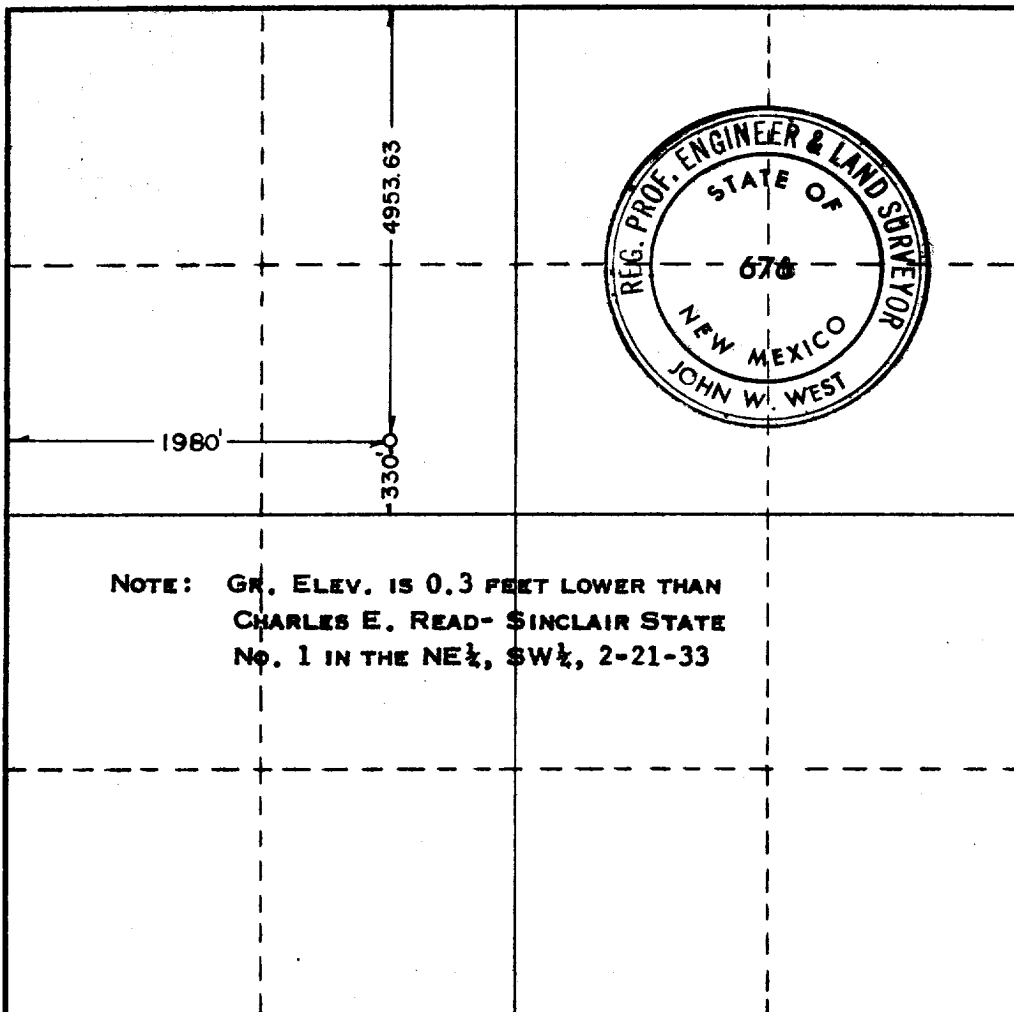 4953.63
REG. PROF. ENGINEER & LAND SURVEYOR
STATE OF
NEW MEXICO
JOHN W. WEST
1980'
330'
NOTE: GR. ELEV. IS 0.3 FEET LOWER THAN
CHARLES E. READ- SINCLAIR STATE
NO. 1 IN THE NE¼, SW¼, 2-21-33